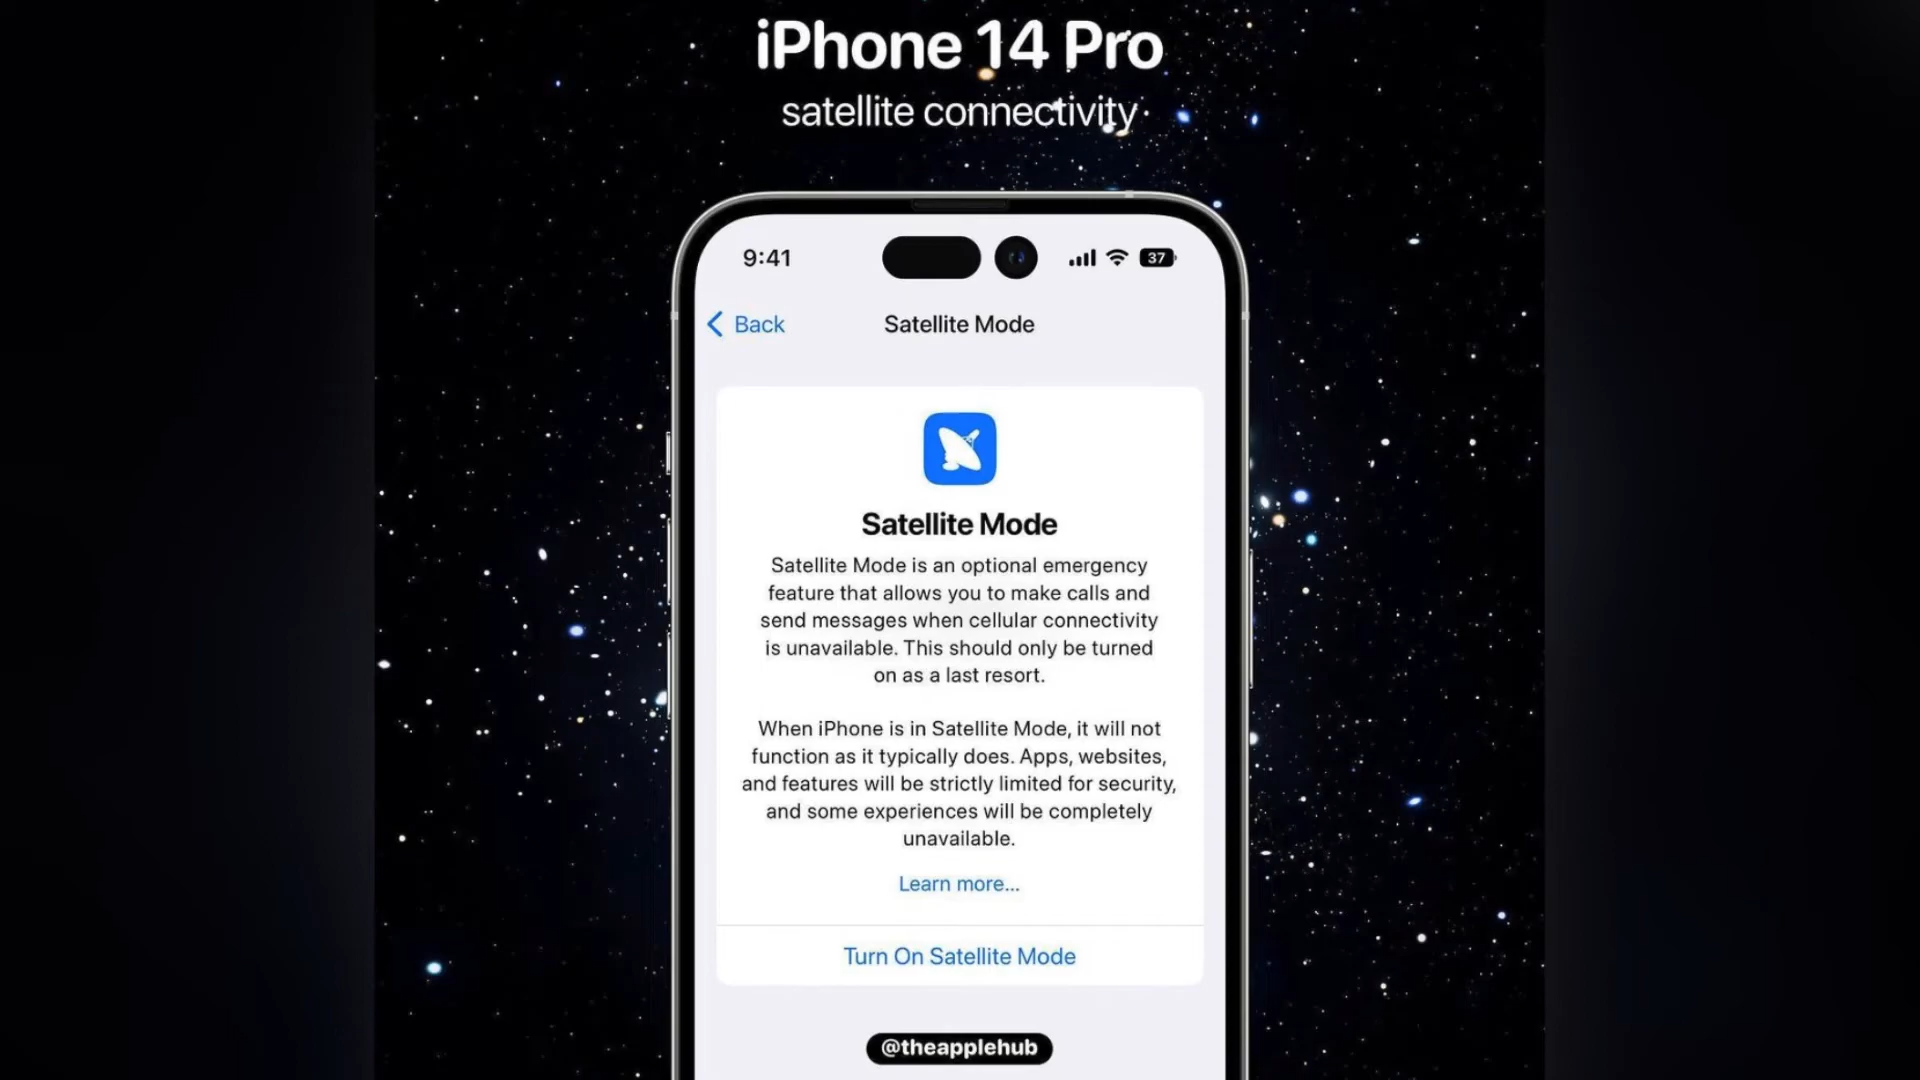 iPhone 14 Pro
satellite connectivity
9:41
37
Back
Satellite Mode
Satellite Mode
Satellite Mode is an optional emergency
feature that allows you to make calls and
send messages when cellular connectivity
is unavailable. This should only be turned
on as a last resort.
When iPhone is in Satellite Mode, it will not
function as it typically does. Apps, websites,
and features will be strictly limited for security,
and some experiences will be completely
unavailable.
Learn more...
Turn On Satellite Mode
@theapplehub